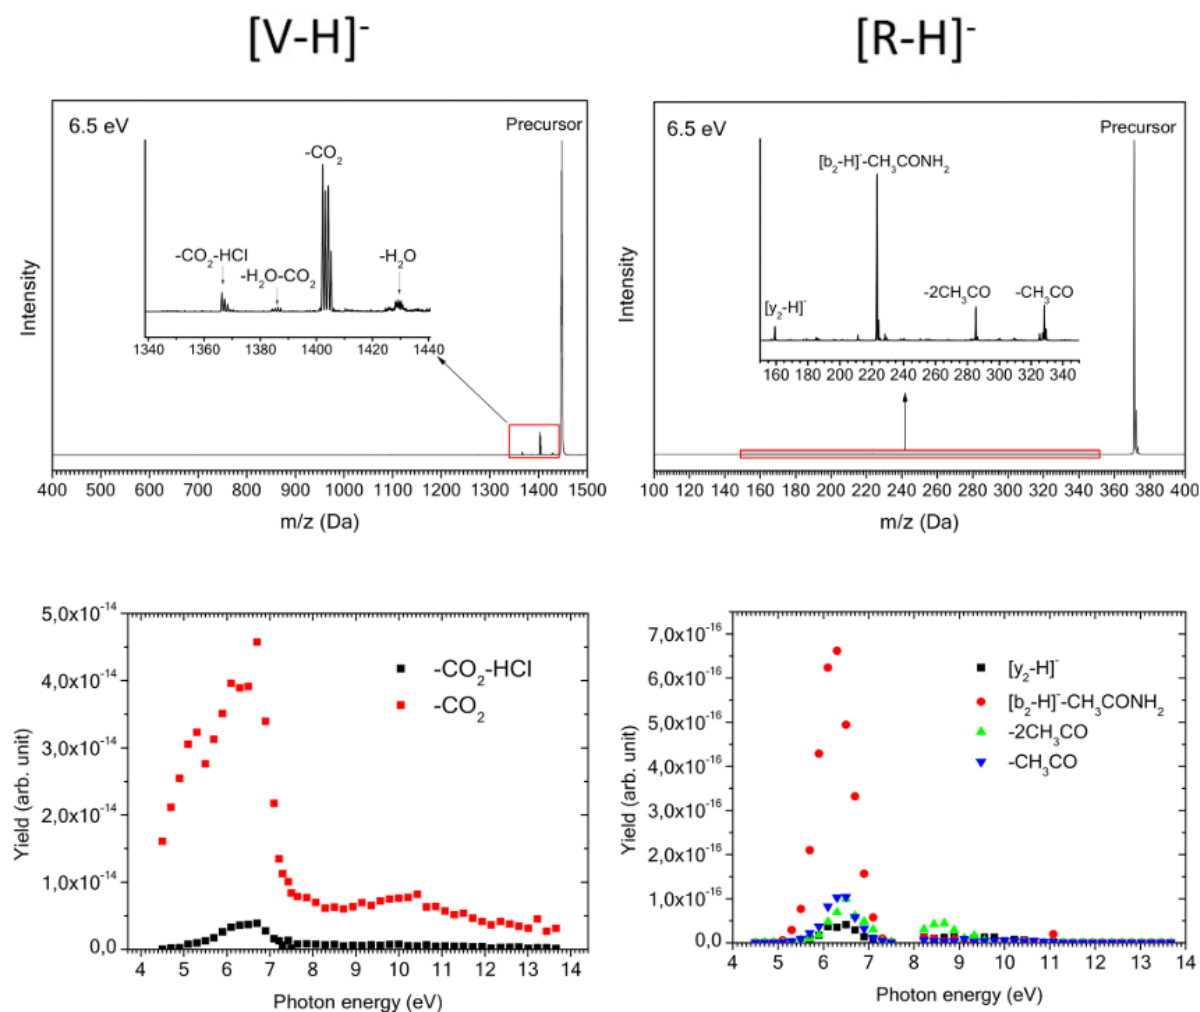 [V-H]⁻
[R-H]⁻
6.5 eV
Precursor
-CO₂
-CO₂-HCl
-H₂O-CO₂
-H₂O
1340 1360 1380 1400 1420 1440
Intensity
400 500 600 700 800 900 1000 1100 1200 1300 1400 1500
m/z (Da)
6.5 eV
Precursor
[b₂-H]⁻-CH₃CONH₂
-2CH₃CO
-CH₃CO
[y₂-H]⁻
160 180 200 220 240 260 280 300 320 340
Intensity
100 120 140 160 180 200 220 240 260 280 300 320 340 360 380 400
m/z (Da)
5,0x10⁻¹⁴
4,0x10⁻¹⁴
3,0x10⁻¹⁴
2,0x10⁻¹⁴
1,0x10⁻¹⁴
0,0
Yield (arb. unit)
-CO₂-HCl
-CO₂
4 5 6 7 8 9 10 11 12 13 14
Photon energy (eV)
7,0x10⁻¹⁶
6,0x10⁻¹⁶
5,0x10⁻¹⁶
4,0x10⁻¹⁶
3,0x10⁻¹⁶
2,0x10⁻¹⁶
1,0x10⁻¹⁶
0,0
Yield (arb. unit)
[y₂-H]⁻
[b₂-H]⁻-CH₃CONH₂
-2CH₃CO
-CH₃CO
4 5 6 7 8 9 10 11 12 13 14
Photon energy (eV)